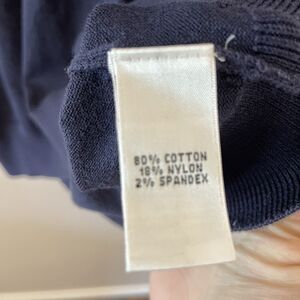 80% COTTON
18% NYLON
2% SPANDEX